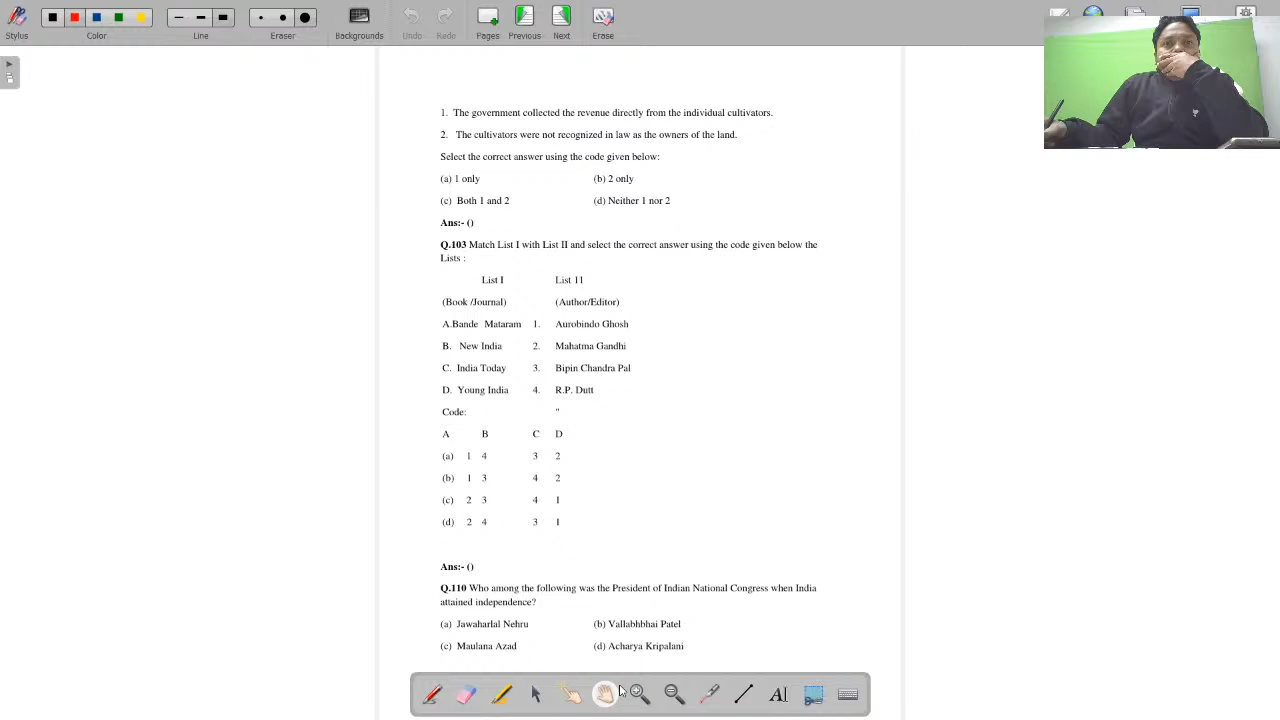 Stylus Color Line Eraser Backgrounds Undo Redo Pages Previous Next Erase
1. The government collected the revenue directly from the individual cultivators.
2. The cultivators were not recognized in law as the owners of the land.
Select the correct answer using the code given below:
(a) 1 only (b) 2 only
(c) Both 1 and 2 (d) Neither 1 nor 2
Ans:- ()
Q.103 Match List I with List II and select the correct answer using the code given below the
Lists :
List I List 11
(Book /Journal) (Author/Editor)
A.Bande Mataram 1. Aurobindo Ghosh
B. New India 2. Mahatma Gandhi
C. India Today 3. Bipin Chandra Pal
D. Young India 4. R.P. Dutt
Code: "
A B C D
(a) 1 4 3 2
(b) 1 3 4 2
(c) 2 3 4 1
(d) 2 4 3 1
Ans:- ()
Q.110 Who among the following was the President of Indian National Congress when India
attained independence?
(a) Jawaharlal Nehru (b) Vallabhbhai Patel
(c) Maulana Azad (d) Acharya Kripalani